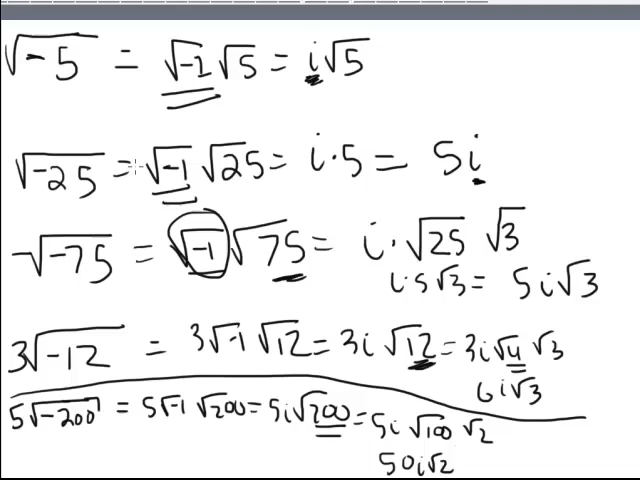 √-5 = √-1 √5 = i√5
√-25 = √-1 √25 = i·5 = 5i
√-75 = √-1 √75 = i·√25 √3
i·5√3 = 5i√3
3√-12 = 3√-1 √12 = 3i √12 = 3i√4 √3
6i√3
5√-200 = 5√-1 √200 = 5i√200 = 5i √100 √2
50i√2